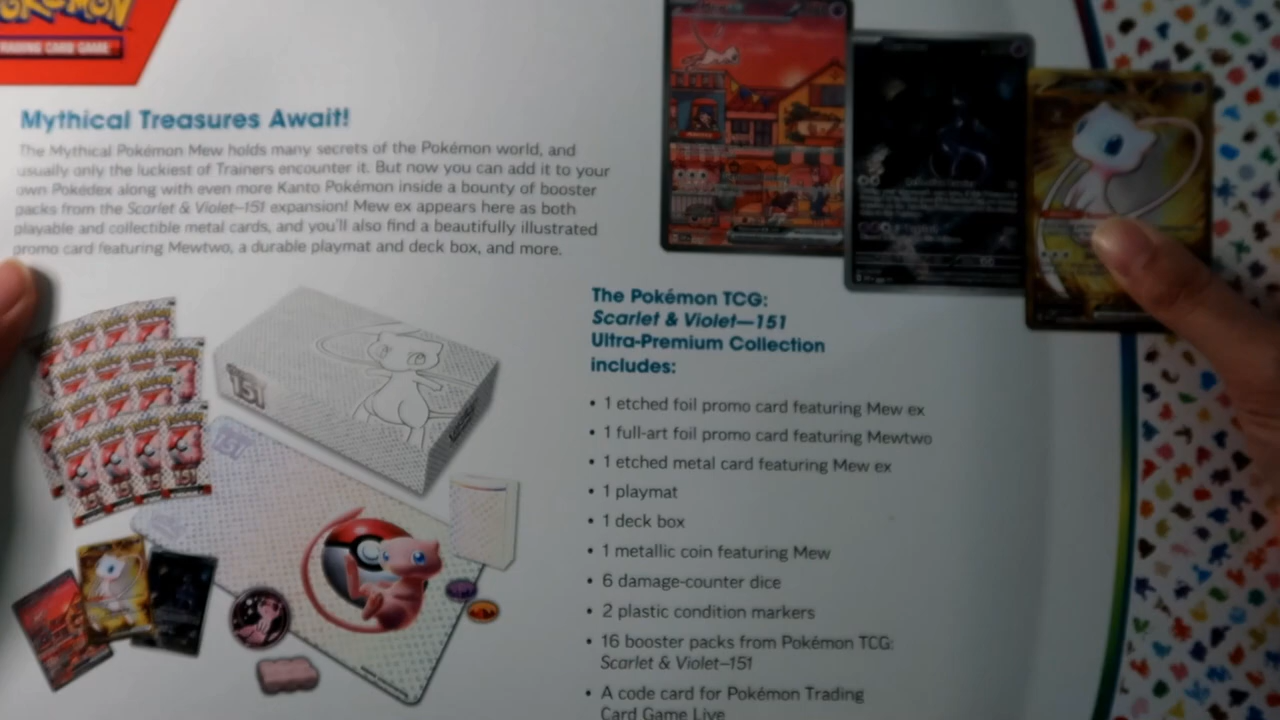 POKÉMON
TRADING CARD GAME
Mythical Treasures Await!
The Mythical Pokémon Mew holds many secrets of the Pokémon world, and
usually only the luckiest of Trainers encounter it. But now you can add it to your
own Pokédex along with even more Kanto Pokémon inside a bounty of booster
packs from the Scarlet & Violet—151 expansion! Mew ex appears here as both
playable and collectible metal cards, and you'll also find a beautifully illustrated
promo card featuring Mewtwo, a durable playmat and deck box, and more.
151
The Pokémon TCG:
Scarlet & Violet—151
Ultra-Premium Collection
includes:
• 1 etched foil promo card featuring Mew ex
• 1 full-art foil promo card featuring Mewtwo
• 1 etched metal card featuring Mew ex
• 1 playmat
• 1 deck box
• 1 metallic coin featuring Mew
• 6 damage-counter dice
• 2 plastic condition markers
• 16 booster packs from Pokémon TCG:
Scarlet & Violet—151
• A code card for Pokémon Trading
Card Game Live